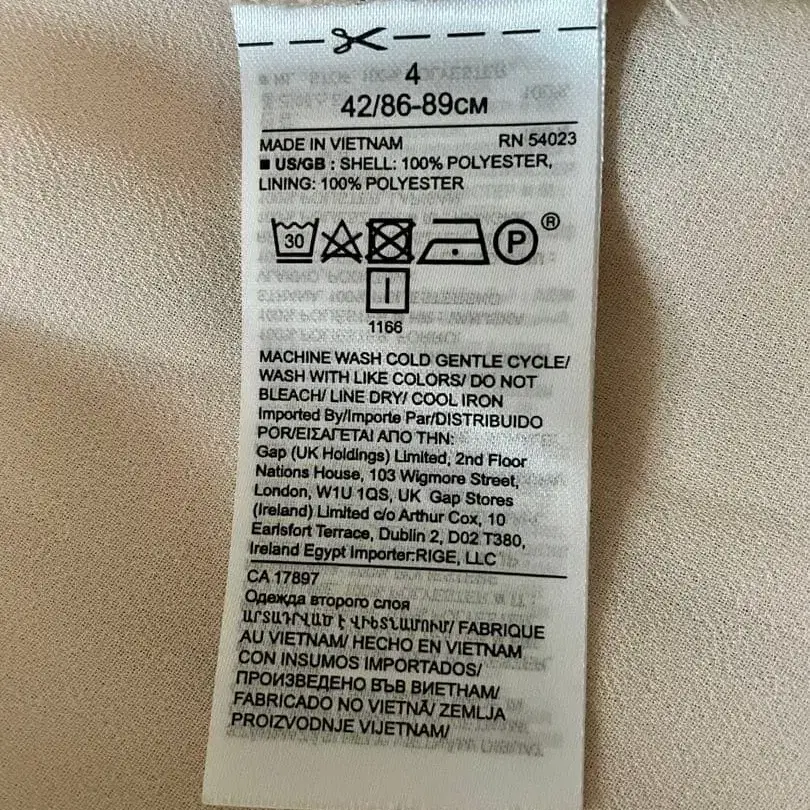 4
42/86-89CM
MADE IN VIETNAM RN 54023
■ US/GB : SHELL: 100% POLYESTER,
LINING: 100% POLYESTER
30 P ®
1166
MACHINE WASH COLD GENTLE CYCLE/
WASH WITH LIKE COLORS/ DO NOT
BLEACH/ LINE DRY/ COOL IRON
Imported By/Importe Par/DISTRIBUIDO
POR/ΕΙΣΑΓΕΤΑΙ ΑΠΟ ΤΗΝ:
Gap (UK Holdings) Limited, 2nd Floor
Nations House, 103 Wigmore Street,
London, W1U 1QS, UK Gap Stores
(Ireland) Limited c/o Arthur Cox, 10
Earlsfort Terrace, Dublin 2, D02 T380,
Ireland Egypt Importer:RIGE, LLC
CA 17897
Одежда второго слоя
ԱՐՏԱԴՐՎԱԾ Է ՎԻԵՏՆԱՄՈՒՄ/ FABRIQUE
AU VIETNAM/ HECHO EN VIETNAM
CON INSUMOS IMPORTADOS/
ПРОИЗВЕДЕНО ВЪВ ВИЕТНАМ/
FABRICADO NO VIETNÃ/ ZEMLJA
PROIZVODNJE VIJETNAM/